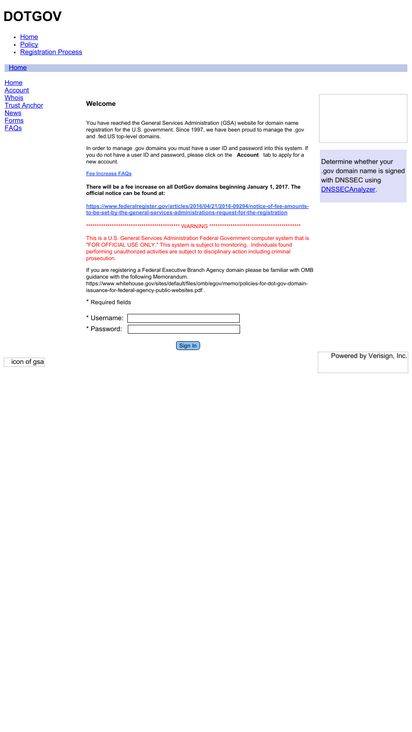 DOTGOV
Home
Policy
Registration Process
Home
Home
Account
Whois
Trust Anchor
News
Forms
FAQs
Welcome
You have reached the General Services Administration (GSA) website for domain name
registration for the U.S. government. Since 1997, we have been proud to manage the .gov
and .fed.US top-level domains.
In order to manage .gov domains you must have a user ID and password into this system. If
you do not have a user ID and password, please click on the Account tab to apply for a
new account.
Fee Increase FAQs
There will be a fee increase on all DotGov domains beginning January 1, 2017. The
official notice can be found at:
https://www.federalregister.gov/articles/2016/04/21/2016-09294/notice-of-fee-amounts-
to-be-set-by-the-general-services-administrations-request-for-the-registration
****************************************** WARNING ******************************************
This is a U.S. General Services Administration Federal Government computer system that is
"FOR OFFICIAL USE ONLY." This system is subject to monitoring. Individuals found
performing unauthorized activities are subject to disciplinary action including criminal
prosecution.
If you are registering a Federal Executive Branch Agency domain please be familiar with OMB
guidance with the following Memorandum.
https://www.whitehouse.gov/sites/default/files/omb/egov/memo/policies-for-dot-gov-domain-
issuance-for-federal-agency-public-websites.pdf .
* Required fields
* Username:
* Password:
Sign In
Determine whether your
.gov domain name is signed
with DNSSEC using
DNSSECAnalyzer.
Powered by Verisign, Inc.
icon of gsa